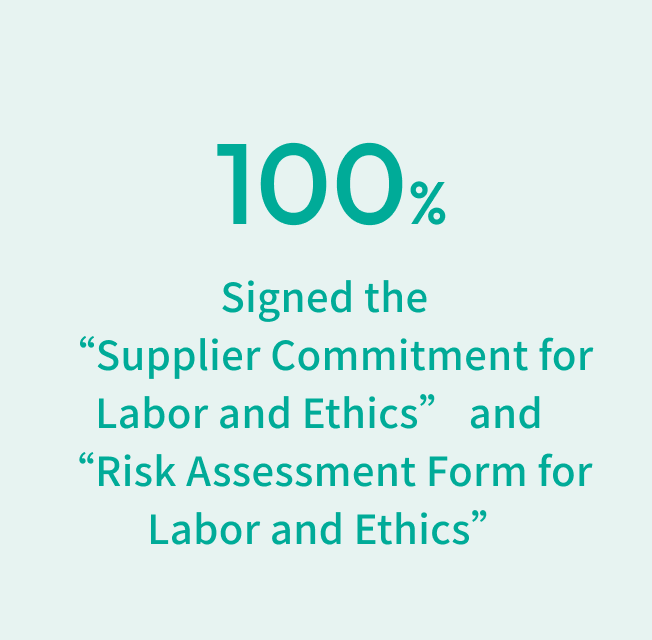 100%
Signed the
“Supplier Commitment for
Labor and Ethics” and
“Risk Assessment Form for
Labor and Ethics”